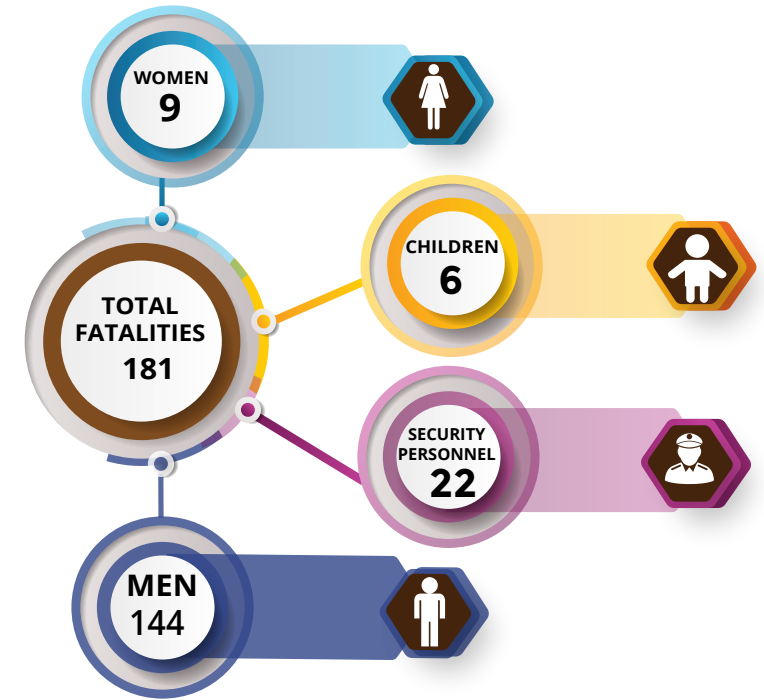 WOMEN
9
CHILDREN
6
TOTAL
FATALITIES
181
SECURITY
PERSONNEL
22
MEN
144